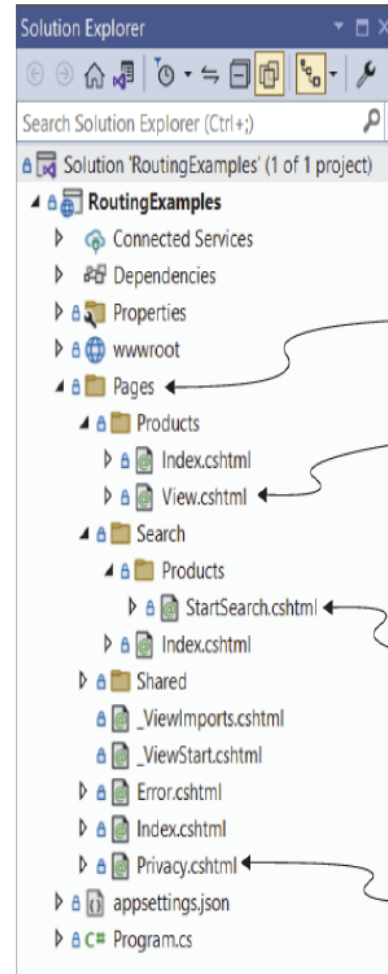 Solution Explorer
Search Solution Explorer (Ctrl+;)
Solution 'RoutingExamples' (1 of 1 project)
RoutingExamples
Connected Services
Dependencies
Properties
wwwroot
Pages
Products
Index.cshtml
View.cshtml
Search
Products
StartSearch.cshtml
Index.cshtml
Shared
_ViewImports.cshtml
_ViewStart.cshtml
Error.cshtml
Index.cshtml
Privacy.cshtml
appsettings.json
C# Program.cs